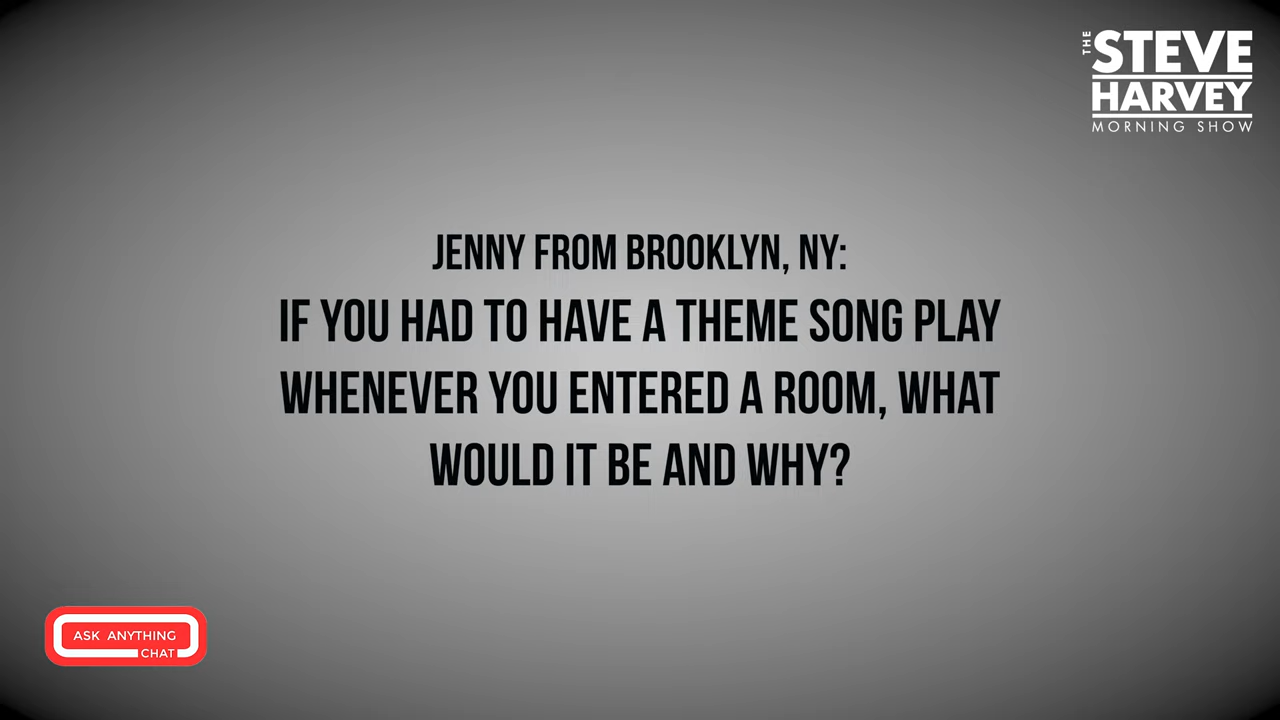 THE STEVE
HARVEY
MORNING SHOW
JENNY FROM BROOKLYN, NY:
IF YOU HAD TO HAVE A THEME SONG PLAY
WHENEVER YOU ENTERED A ROOM, WHAT
WOULD IT BE AND WHY?
ASK ANYTHING
CHAT